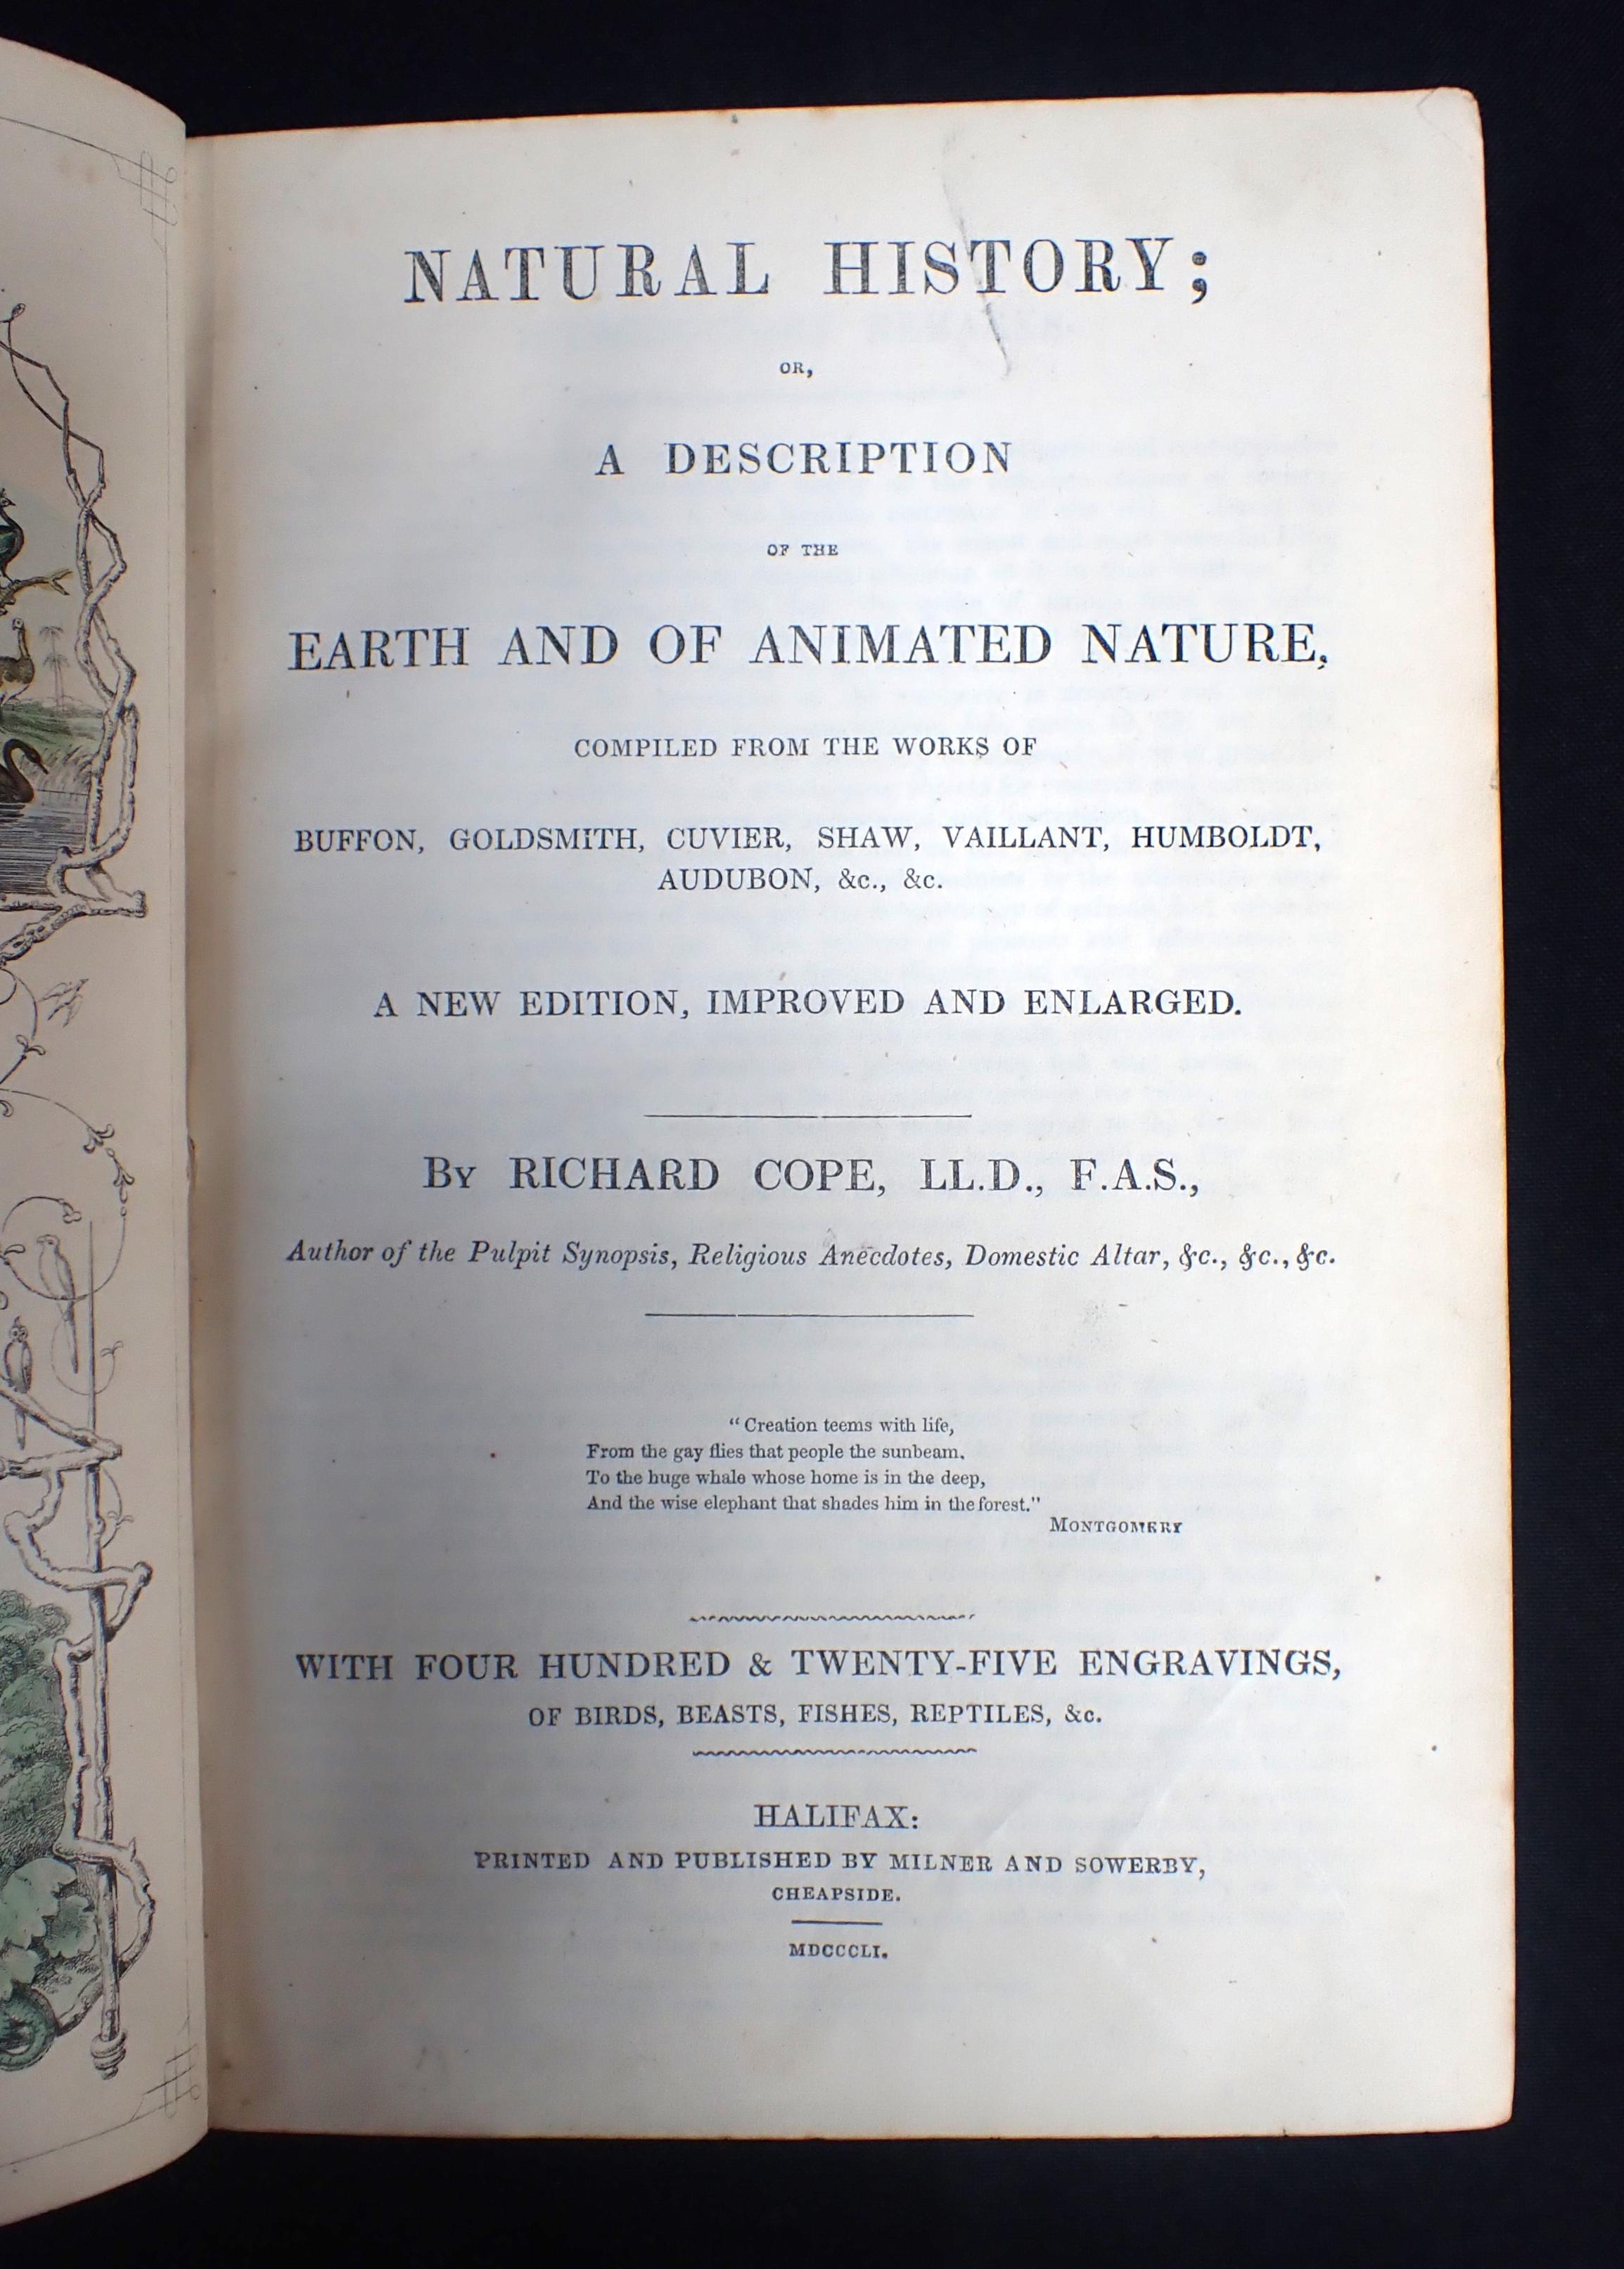 NATURAL HISTORY;
OR,
A DESCRIPTION
OF THE
EARTH AND OF ANIMATED NATURE,
COMPILED FROM THE WORKS OF
BUFFON, GOLDSMITH, CUVIER, SHAW, VAILLANT, HUMBOLDT,
AUDUBON, &c., &c.
A NEW EDITION, IMPROVED AND ENLARGED.
By RICHARD COPE, LL.D., F.A.S.,
Author of the Pulpit Synopsis, Religious Anecdotes, Domestic Altar, &c., &c., &c.
"Creation teems with life,
From the gay flies that people the sunbeam.
To the huge whale whose home is in the deep,
And the wise elephant that shades him in the forest."
MONTGOMERY
WITH FOUR HUNDRED & TWENTY-FIVE ENGRAVINGS,
OF BIRDS, BEASTS, FISHES, REPTILES, &c.
HALIFAX:
PRINTED AND PUBLISHED BY MILNER AND SOWERBY,
CHEAPSIDE.
MDCCCLI.